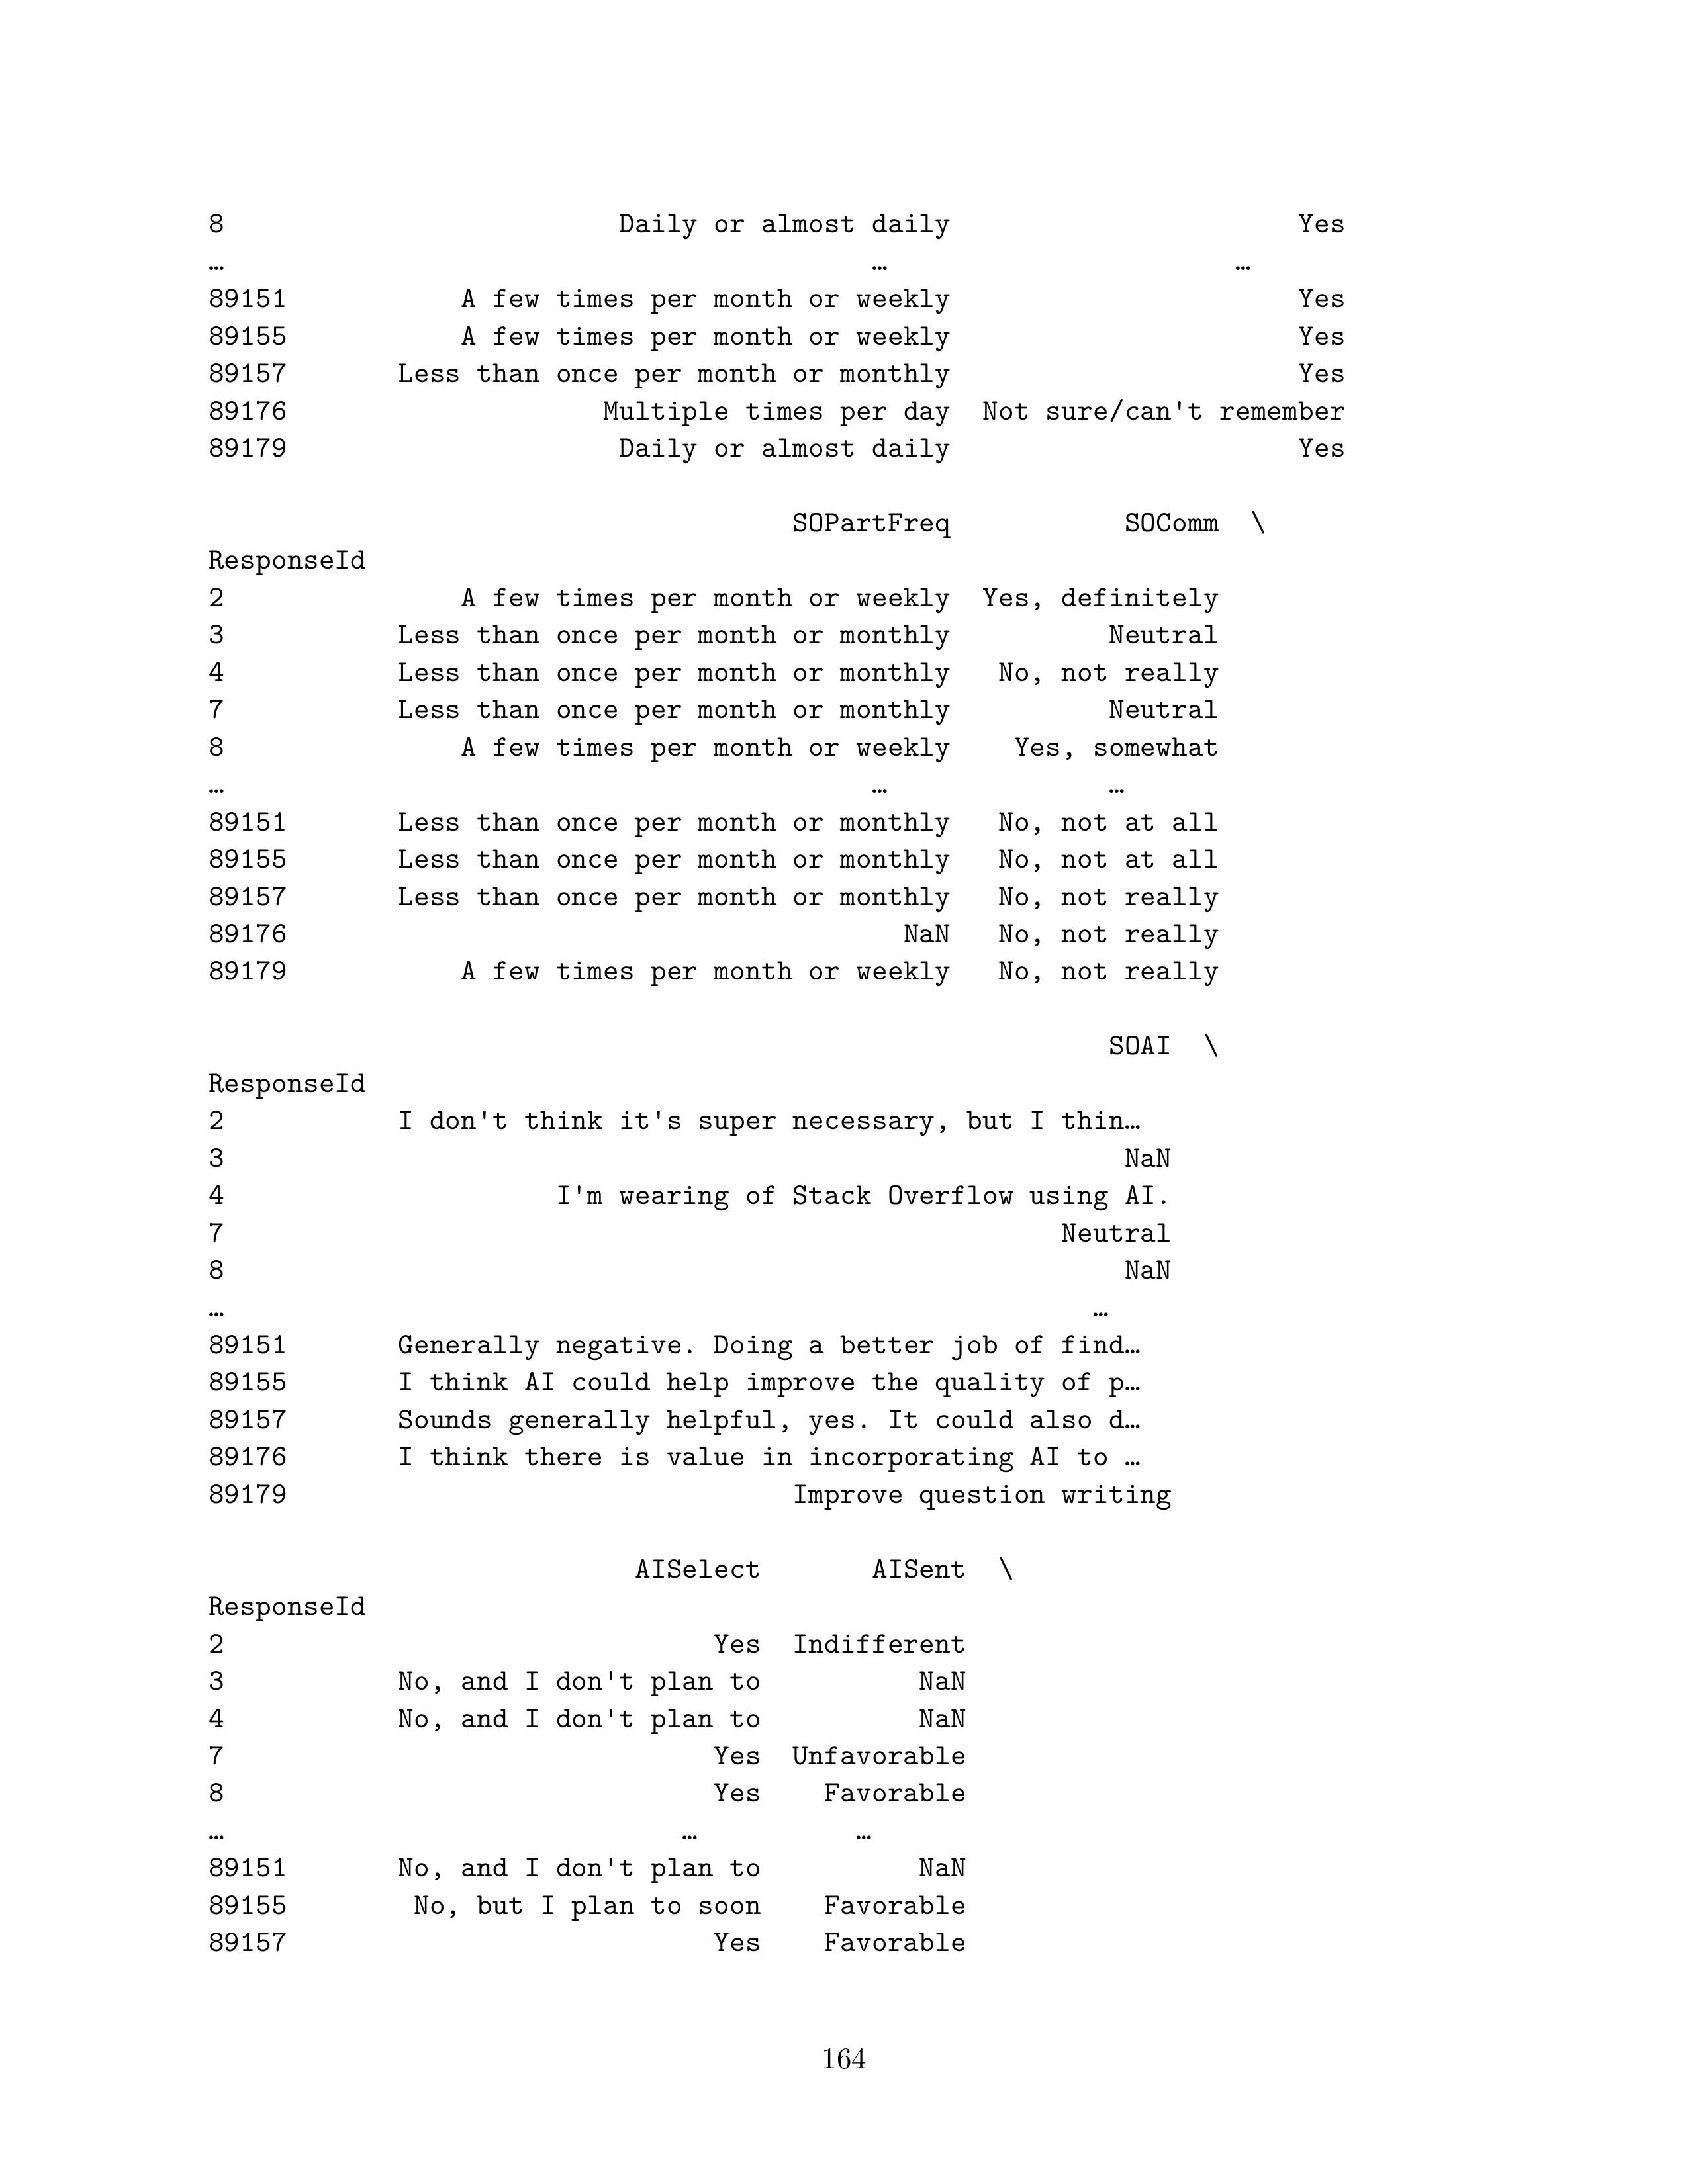 8                         Daily or almost daily                      Yes
…                                         …                      …
89151           A few times per month or weekly                      Yes
89155           A few times per month or weekly                      Yes
89157       Less than once per month or monthly                      Yes
89176                    Multiple times per day  Not sure/can't remember
89179                     Daily or almost daily                      Yes
                                     SOPartFreq           SOComm  \
ResponseId
2               A few times per month or weekly  Yes, definitely
3           Less than once per month or monthly          Neutral
4           Less than once per month or monthly   No, not really
7           Less than once per month or monthly          Neutral
8               A few times per month or weekly    Yes, somewhat
…                                         …              …
89151       Less than once per month or monthly   No, not at all
89155       Less than once per month or monthly   No, not at all
89157       Less than once per month or monthly   No, not really
89176                                       NaN   No, not really
89179           A few times per month or weekly   No, not really
                                                         SOAI  \
ResponseId
2           I don't think it's super necessary, but I thin…
3                                                         NaN
4                     I'm wearing of Stack Overflow using AI.
7                                                     Neutral
8                                                         NaN
…                                                       …
89151       Generally negative. Doing a better job of find…
89155       I think AI could help improve the quality of p…
89157       Sounds generally helpful, yes. It could also d…
89176       I think there is value in incorporating AI to …
89179                                Improve question writing
                           AISelect       AISent  \
ResponseId
2                               Yes  Indifferent
3           No, and I don't plan to          NaN
4           No, and I don't plan to          NaN
7                               Yes  Unfavorable
8                               Yes    Favorable
…                             …          …
89151       No, and I don't plan to          NaN
89155        No, but I plan to soon    Favorable
89157                           Yes    Favorable
164